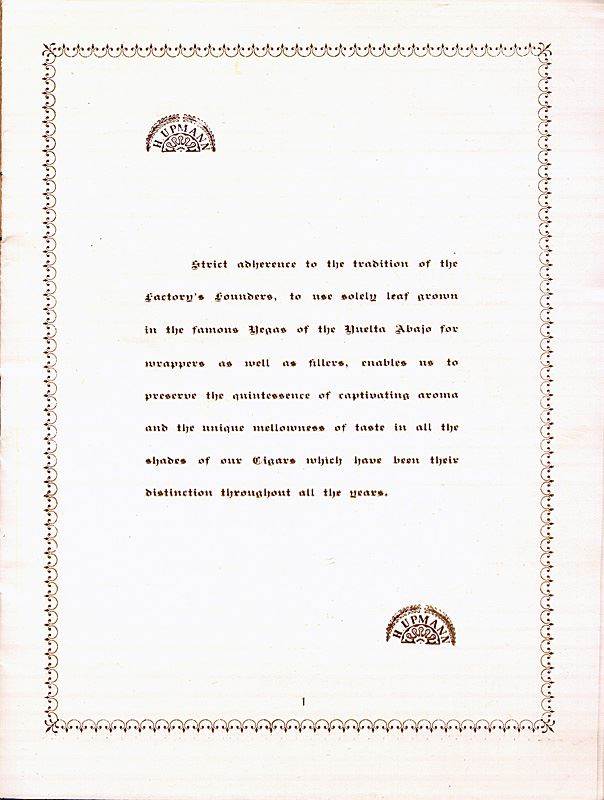 H. UPMANN
Strict adherence to the tradition of the
Factory's Founders, to use solely leaf grown
in the famous Vegas of the Vuelta Abajo for
wrappers as well as fillers, enables us to
preserve the quintessence of captivating aroma
and the unique mellowness of taste in all the
shades of our Cigars which have been their
distinction throughout all the years.
H. UPMANN
1